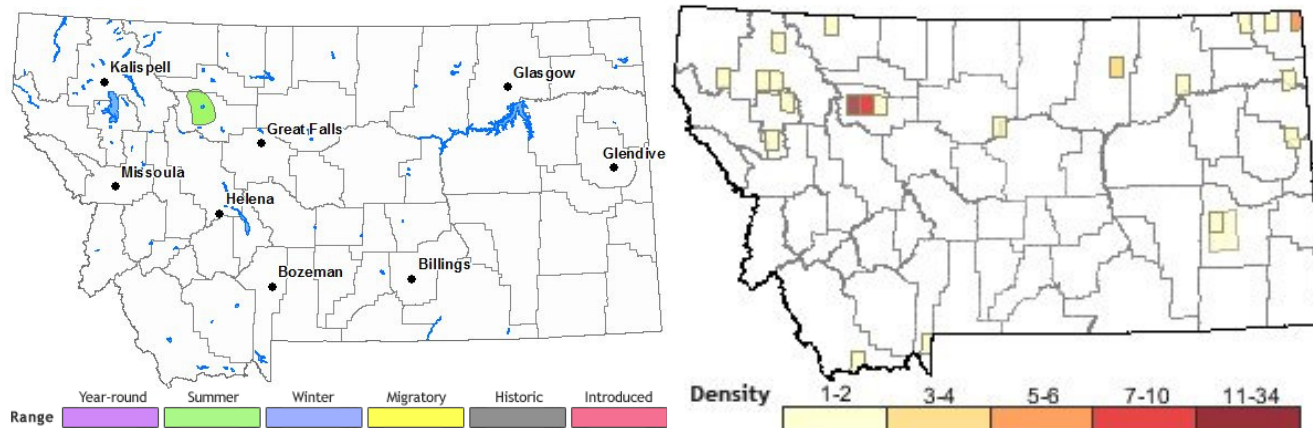 Kalispell
Glasgow
Great Falls
Glendive
Missoula
Helena
Bozeman
Billings
Range Year-round Summer Winter Migratory Historic Introduced
Density 1-2 3-4 5-6 7-10 11-34